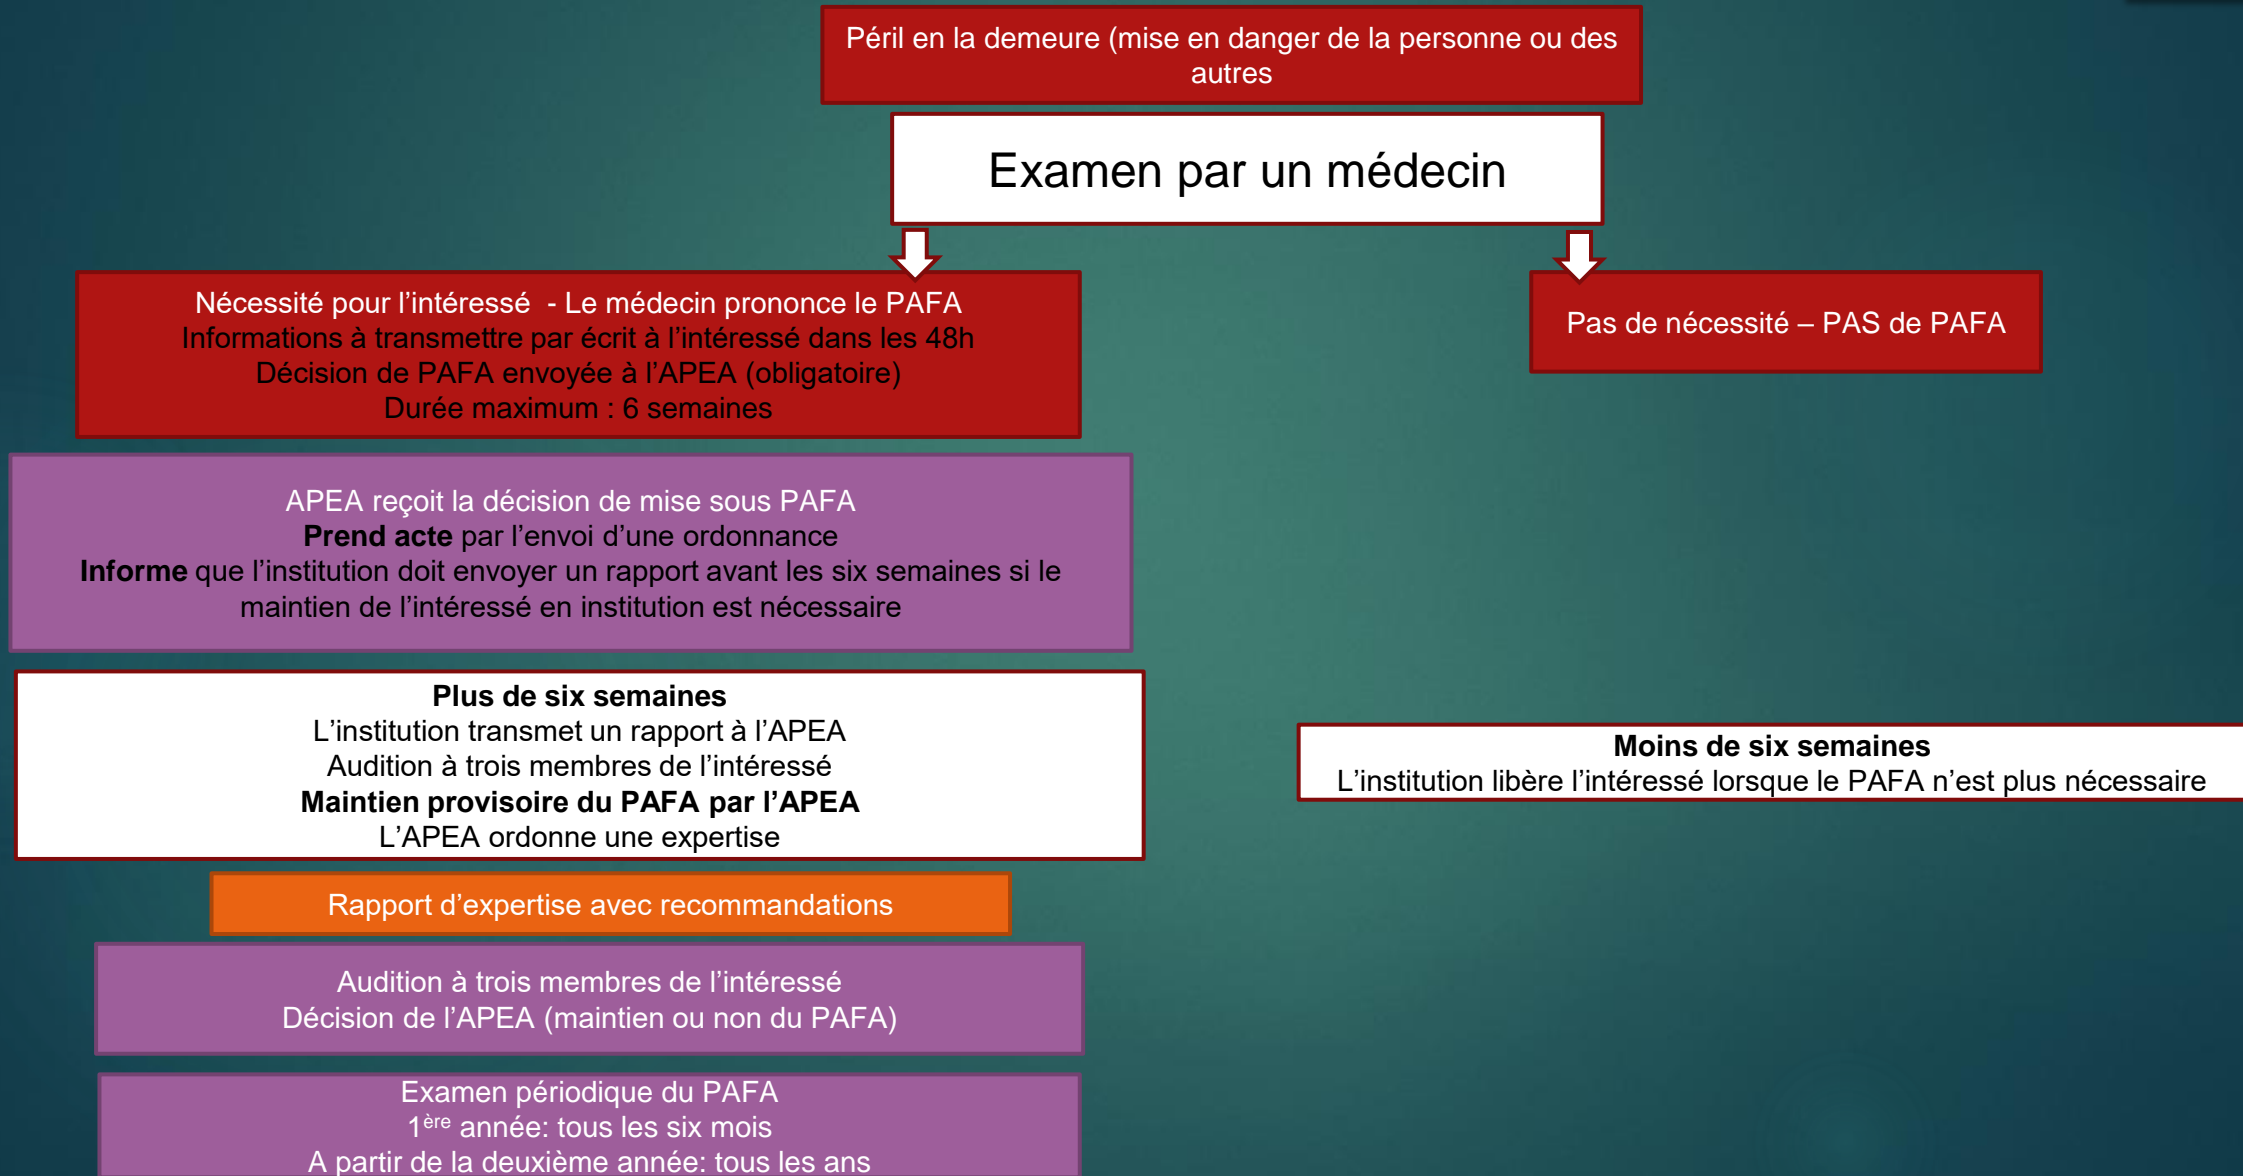 Péril en la demeure (mise en danger de la personne ou des
autres
Examen par un médecin
Nécessité pour l’intéressé  - Le médecin prononce le PAFA
Informations à transmettre par écrit à l’intéressé dans les 48h
Décision de PAFA envoyée à l’APEA (obligatoire)
Durée maximum : 6 semaines
Pas de nécessité – PAS de PAFA
APEA reçoit la décision de mise sous PAFA
Prend acte par l’envoi d’une ordonnance
Informe que l’institution doit envoyer un rapport avant les six semaines si le
maintien de l’intéressé en institution est nécessaire
Plus de six semaines
L’institution transmet un rapport à l’APEA
Audition à trois membres de l’intéressé
Maintien provisoire du PAFA par l’APEA
L’APEA ordonne une expertise
Moins de six semaines
L’institution libère l’intéressé lorsque le PAFA n’est plus nécessaire
Rapport d’expertise avec recommandations
Audition à trois membres de l’intéressé
Décision de l’APEA (maintien ou non du PAFA)
Examen périodique du PAFA
1ère année: tous les six mois
A partir de la deuxième année: tous les ans